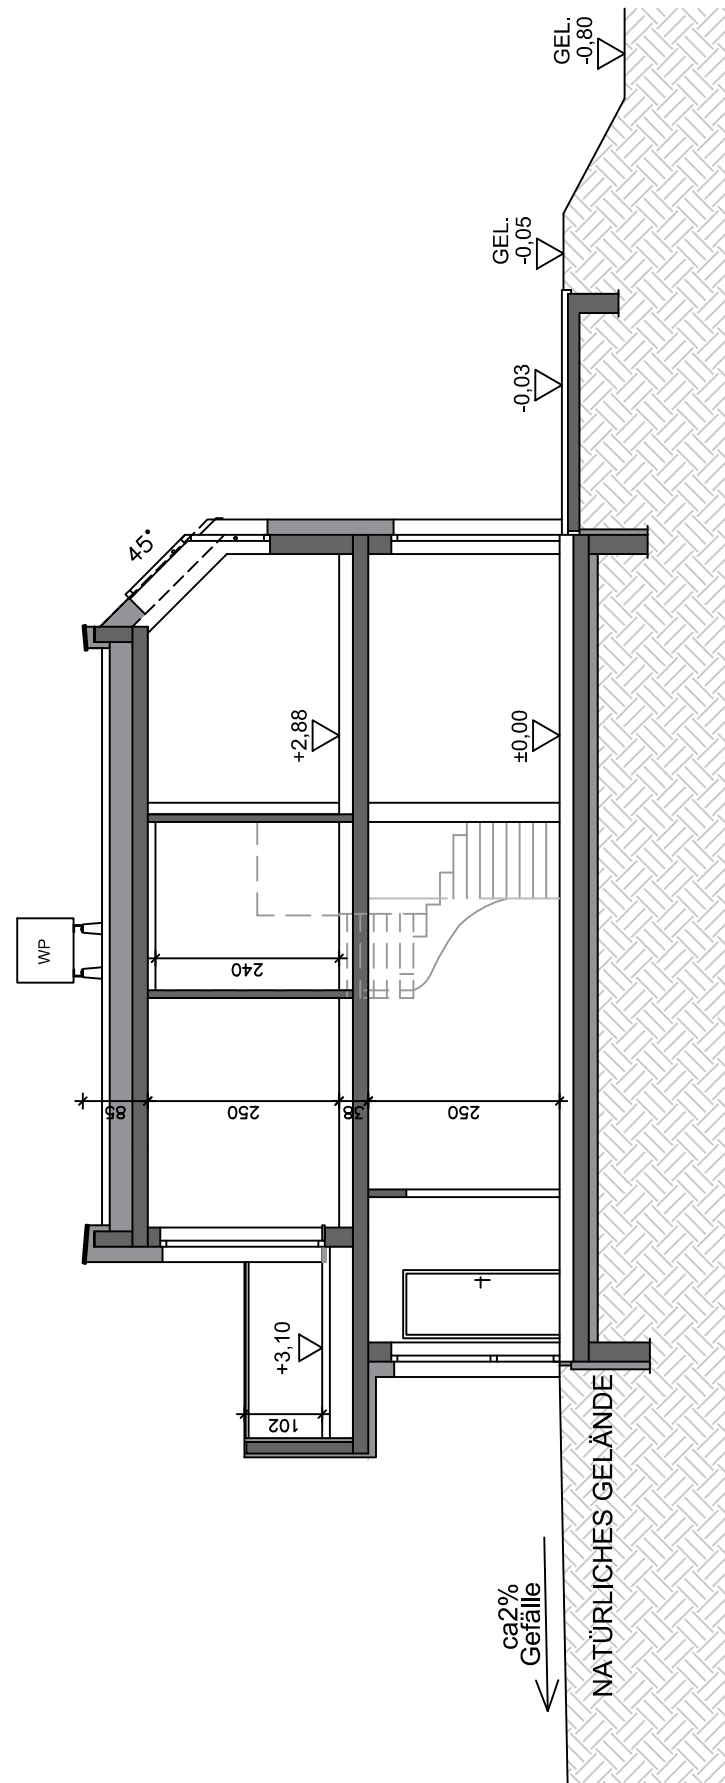 GEL.
-0,80
GEL.
-0,05
-0,03
45°
+2,88
±0,00
WP
240
85
250
38
250
+3,10
102
ca2%
Gefälle
NATÜRLICHES GELÄNDE